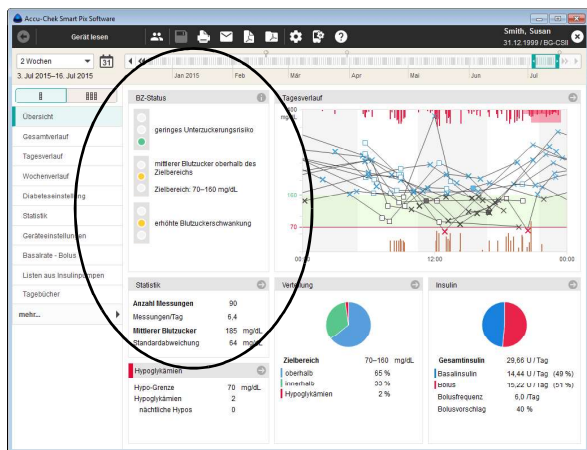 Accu-Chek Smart Pix Software
Gerät lesen
Smith, Susan
31.12.1999 / BG-CSII
2 Wochen
31
3. Jul 2015–16. Jul 2015
Jan 2015 Feb Mär Apr Mai Jun Jul
Übersicht
Gesamtverlauf
Tagesverlauf
Wochenverlauf
Diabeteseinstellung
Statistik
Geräteeinstellungen
Basalrate - Bolus
Listen aus Insulinpumpen
Tagebücher
mehr...
BZ-Status
geringes Unterzuckerungsrisiko
mittlerer Blutzucker oberhalb des
Zielbereichs
Zielbereich: 70–160 mg/dL
erhöhte Blutzuckerschwankung
Tagesverlauf
mg/dL
160
70
00:00 12:00 00:00
Statistik
Anzahl Messungen 90
Messungen/Tag 6,4
Mittlerer Blutzucker 185 mg/dL
Standardabweichung 64 mg/dL
Hypoglykämien
Hypo-Grenze 70 mg/dL
Hypoglykämien 2
nächtliche Hypos 0
Verteilung
Zielbereich 70–160 mg/dL
oberhalb 65 %
innerhalb 33 %
Hypoglykämien 2 %
Insulin
Gesamtinsulin 29,66 U / Tag
Basalinsulin 14,44 U / Tag (49 %)
Bolus 15,22 U / Tag (51 %)
Bolusfrequenz 6,0 /Tag
Bolusvorschlag 40 %